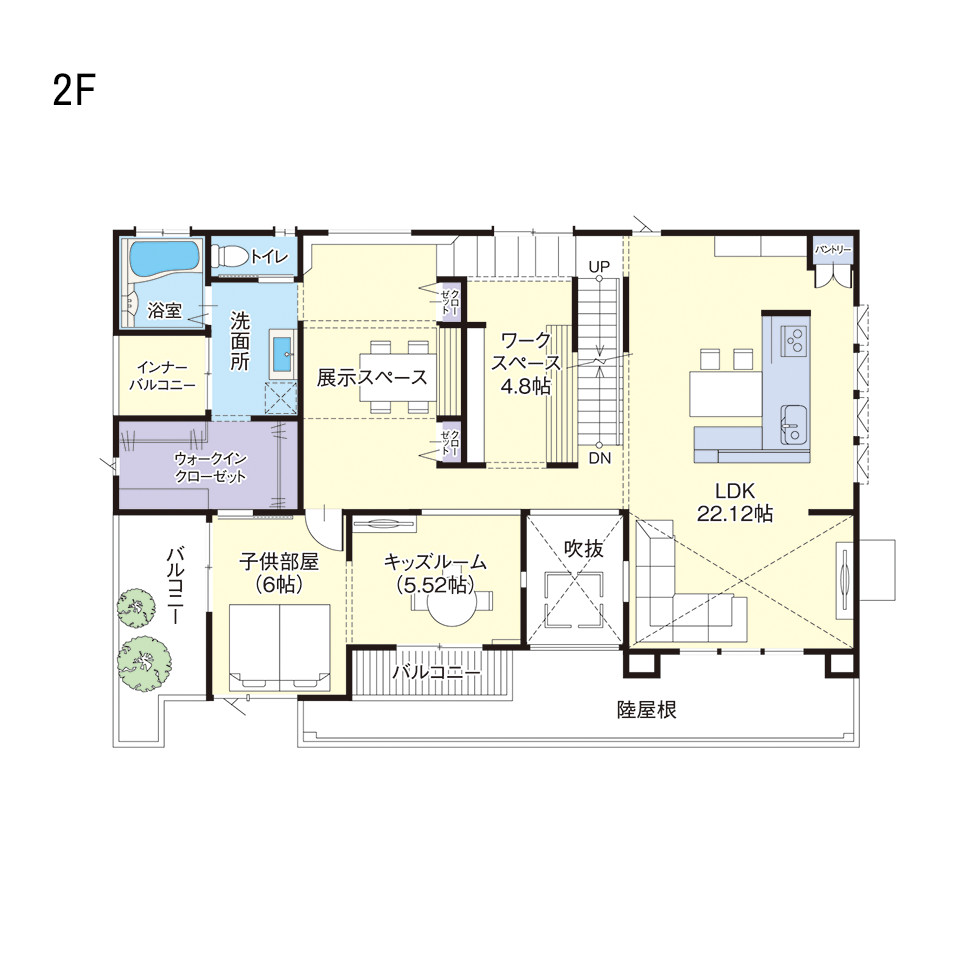 2F
トイレ
浴室
洗面所
インナー
バルコニー
ウォークイン
クローゼット
展示スペース
クロー
ゼット
クロー
ゼット
ワーク
スペース
4.8帖
UP
DN
パントリー
LDK
22.12帖
バルコニー
子供部屋
(6帖)
キッズルーム
(5.52帖)
吹抜
バルコニー
陸屋根